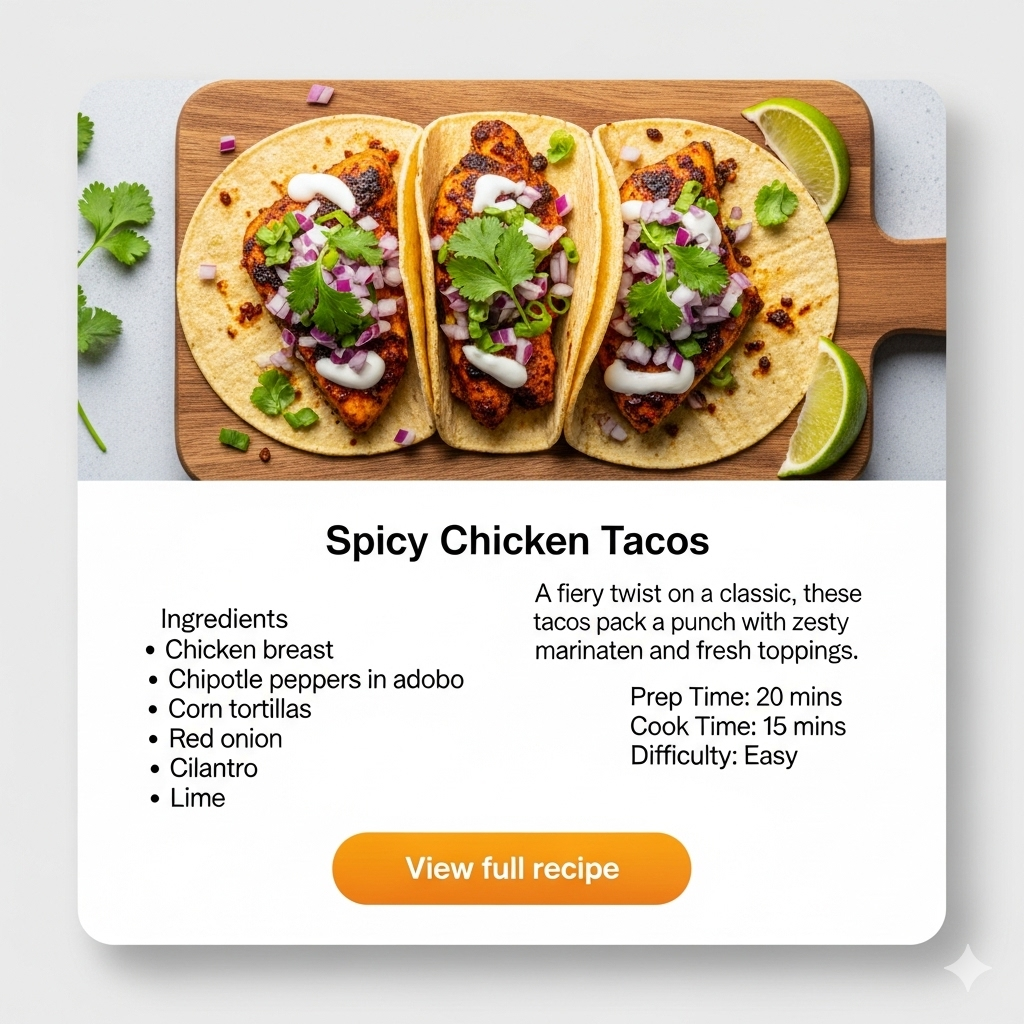 Spicy Chicken Tacos
Ingredients
• Chicken breast
• Chipotle peppers in adobo
• Corn tortillas
• Red onion
• Cilantro
• Lime
A fiery twist on a classic, these
tacos pack a punch with zesty
marinaten and fresh toppings.
Prep Time: 20 mins
Cook Time: 15 mins
Difficulty: Easy
View full recipe